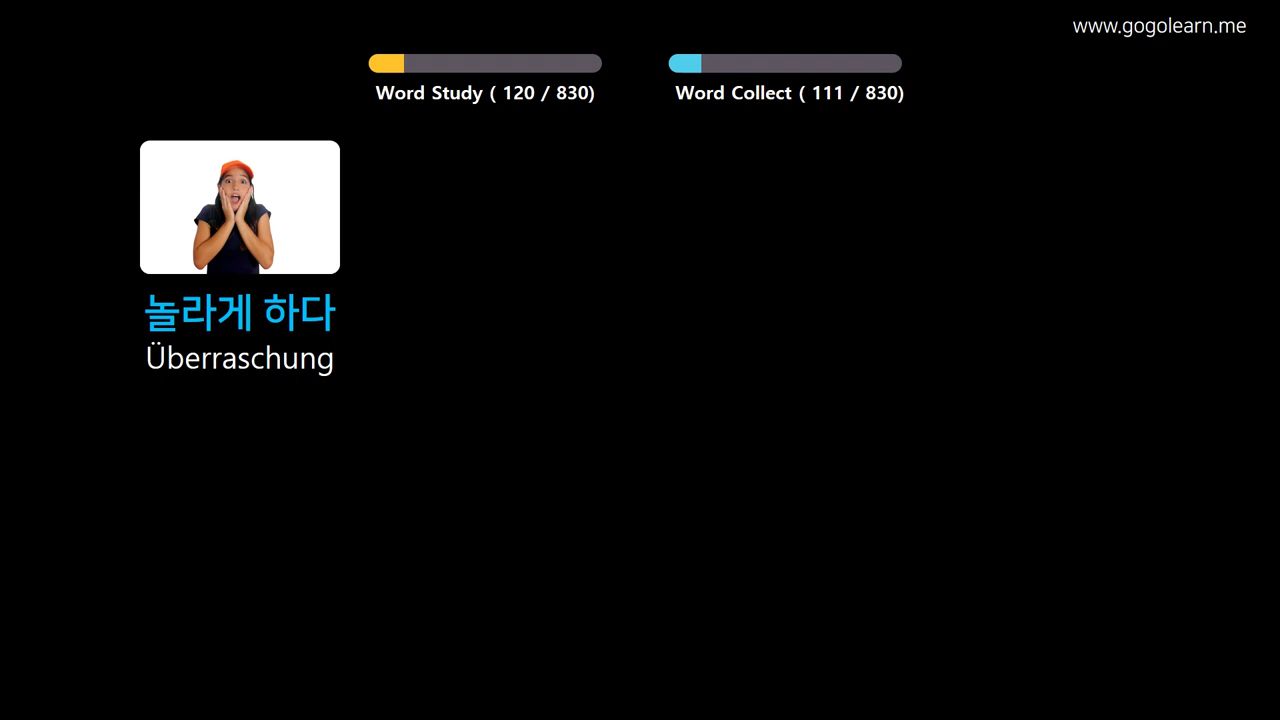 www.gogolearn.me
Word Study ( 120 / 830)
Word Collect ( 111 / 830)
놀라게 하다
Überraschung